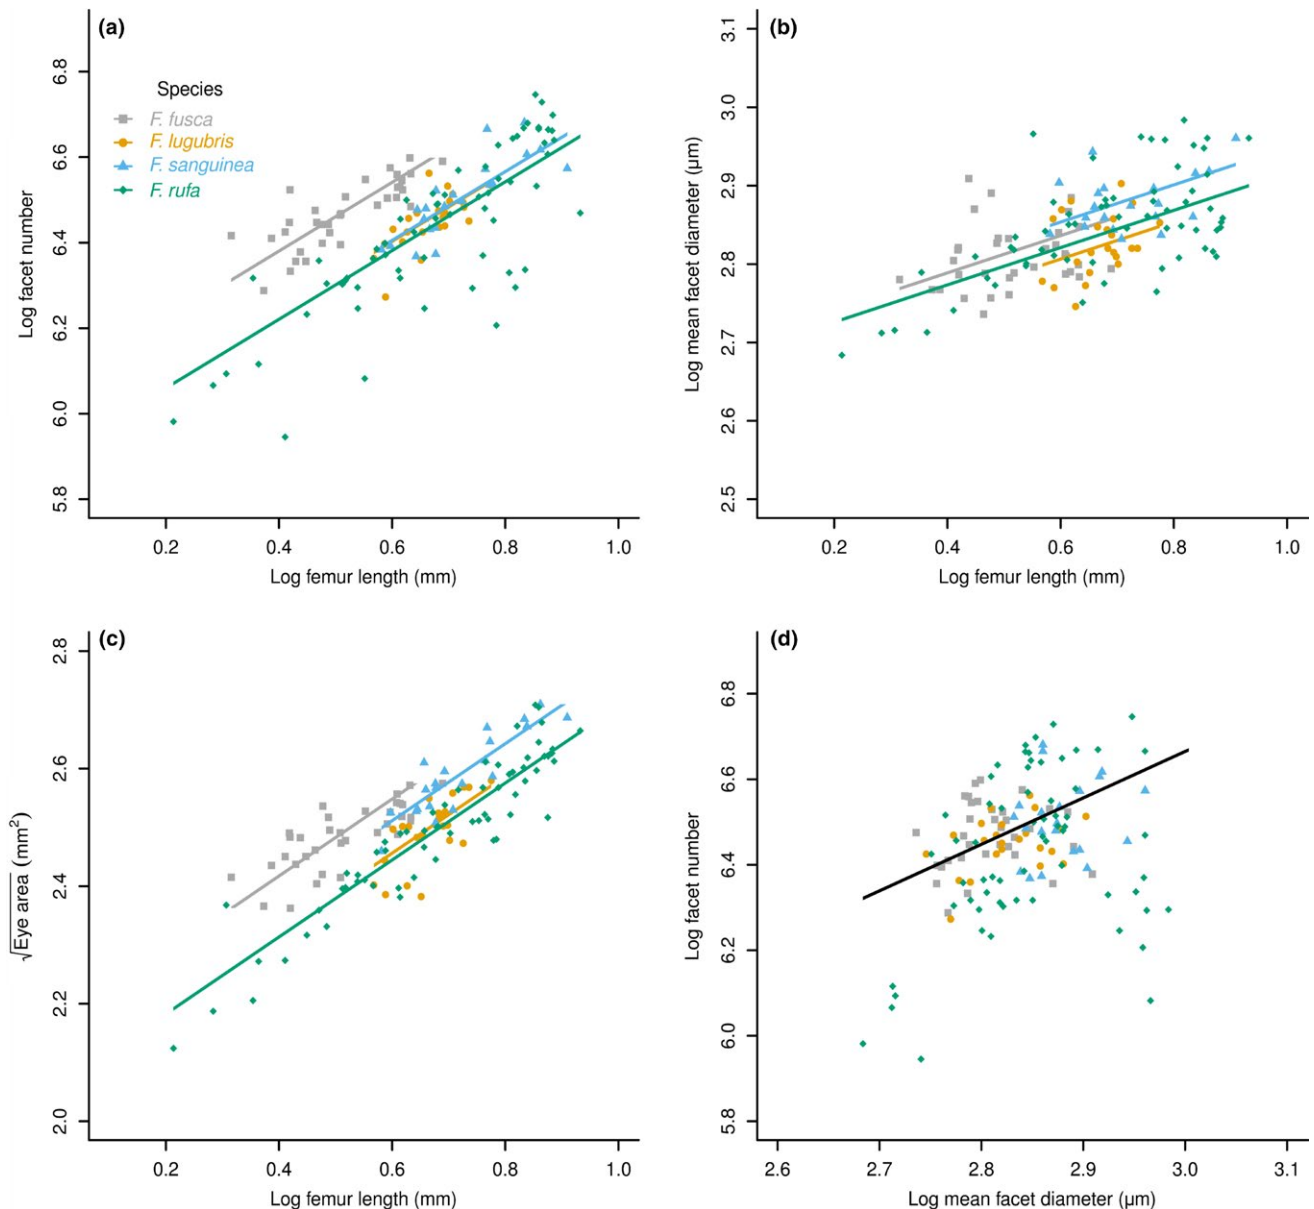 (a)
Species
F. fusca
F. lugubris
F. sanguinea
F. rufa
Log facet number
6.8
6.6
6.4
6.2
6.0
5.8
0.2 0.4 0.6 0.8 1.0
Log femur length (mm)
(b)
Log mean facet diameter (µm)
3.1
3.0
2.9
2.8
2.7
2.6
2.5
0.2 0.4 0.6 0.8 1.0
Log femur length (mm)
(c)
√Eye area (mm²)
2.8
2.6
2.4
2.2
2.0
0.2 0.4 0.6 0.8 1.0
Log femur length (mm)
(d)
Log facet number
6.8
6.6
6.4
6.2
6.0
5.8
2.6 2.7 2.8 2.9 3.0 3.1
Log mean facet diameter (µm)